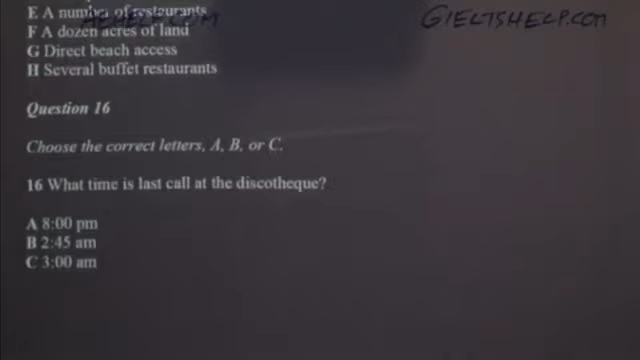 E A number of restaurants
GIELTSHELP.COM
F A dozen acres of land
G Direct beach access
H Several buffet restaurants
Question 16
Choose the correct letters, A, B, or C.
16 What time is last call at the discotheque?
A 8:00 pm
B 2:45 am
C 3:00 am